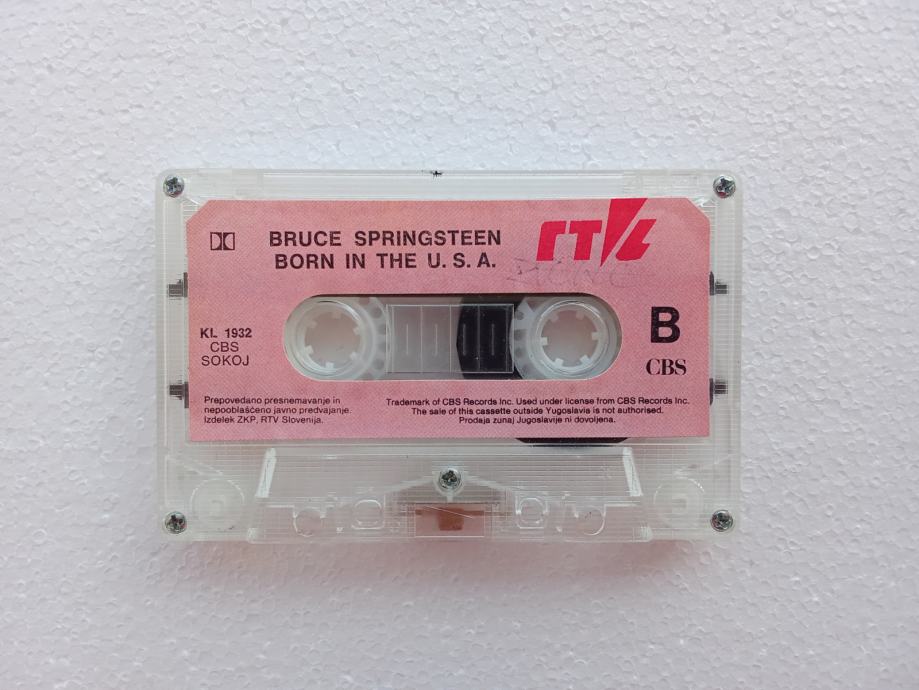 BRUCE SPRINGSTEEN
BORN IN THE U.S.A.
RTVL
KL 1932
CBS
SOKOJ
B
CBS
Prepovedano presnemavanje in
nepooblaščeno javno predvajanje.
Izdelek ZKP, RTV Slovenija.
Trademark of CBS Records Inc. Used under license from CBS Records Inc.
The sale of this cassette outside Yugoslavia is not authorised.
Prodaja zunaj Jugoslavije ni dovoljena.